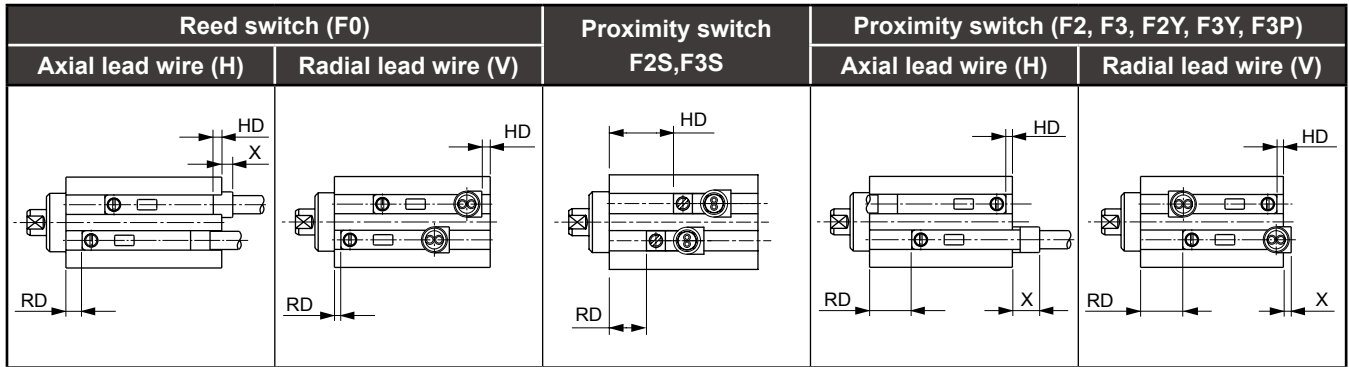 Reed switch (F0)
Proximity switch
F2S,F3S
Proximity switch (F2, F3, F2Y, F3Y, F3P)
Axial lead wire (H)
Radial lead wire (V)
Axial lead wire (H)
Radial lead wire (V)
HD
X
RD
HD
RD
HD
RD
HD
RD
X
HD
RD
X